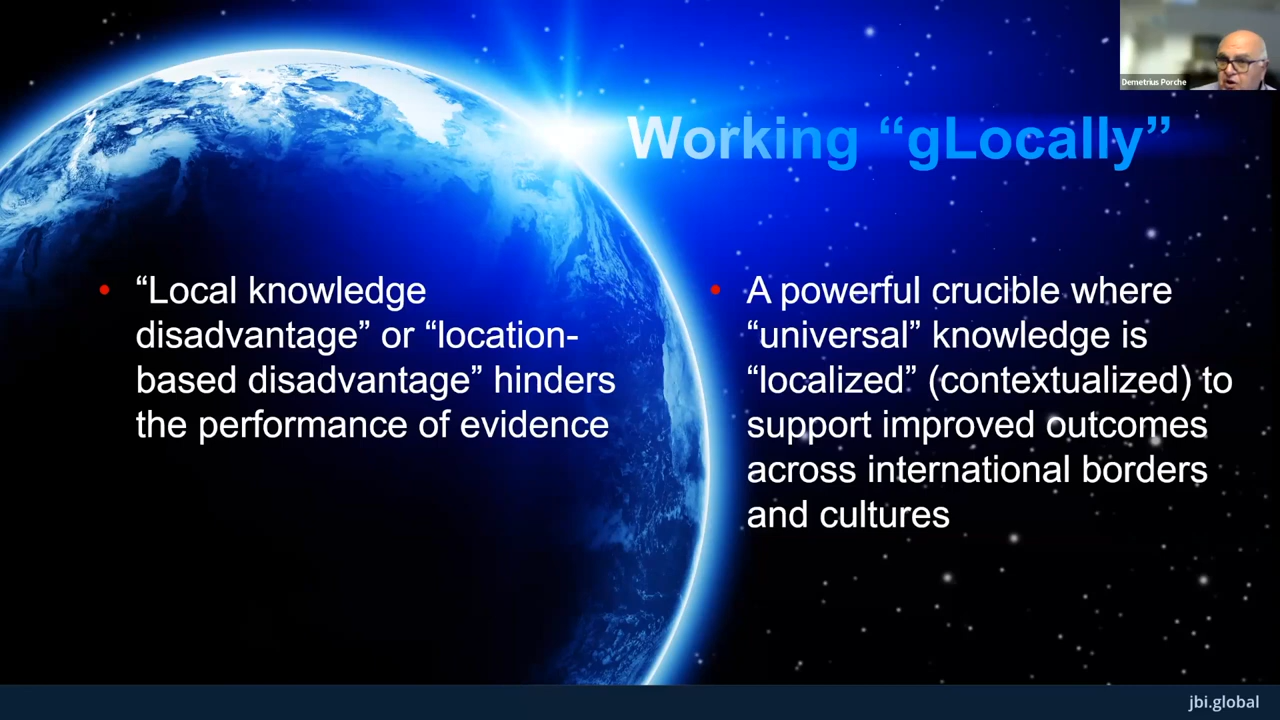 Demetrius Porche
Working “gLocally”
• “Local knowledge
disadvantage” or “location-
based disadvantage” hinders
the performance of evidence
• A powerful crucible where
“universal” knowledge is
“localized” (contextualized) to
support improved outcomes
across international borders
and cultures
jbi.global